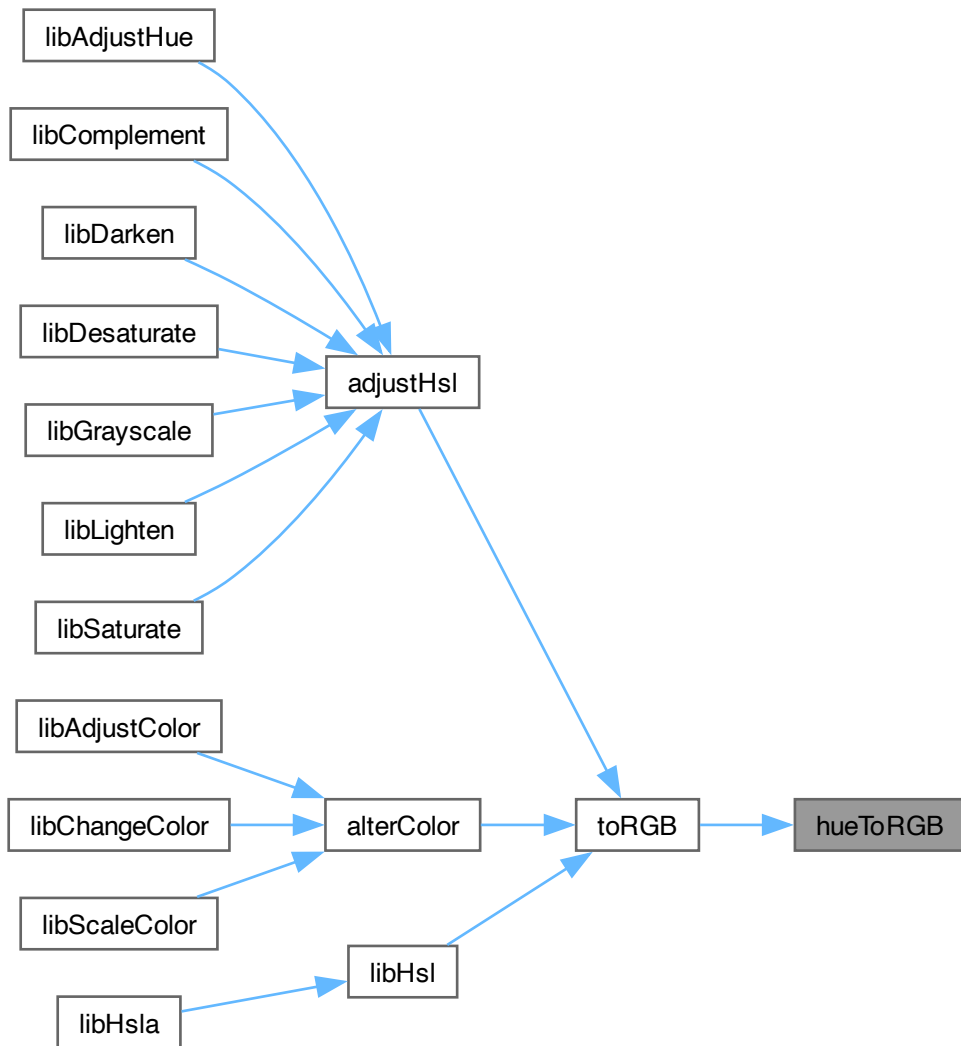 libAdjustHue
libComplement
libDarken
libDesaturate
adjustHsl
libGrayscale
libLighten
libSaturate
libAdjustColor
libChangeColor
alterColor
toRGB
hueToRGB
libScaleColor
libHsl
libHsla